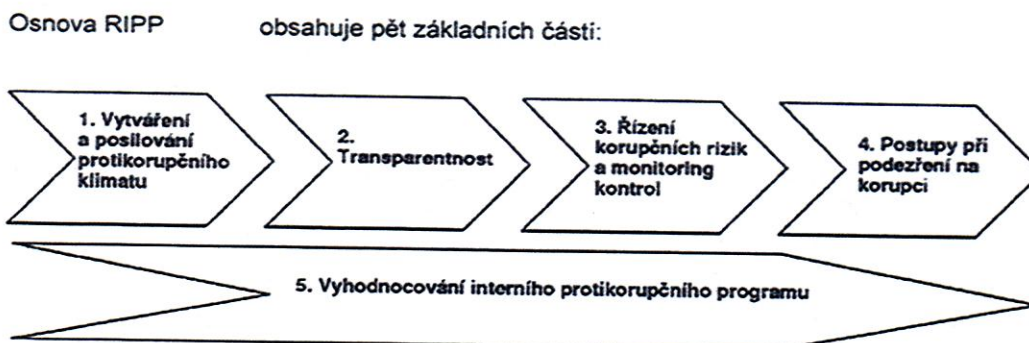 Osnova RIPP obsahuje pět základních částí:
1. Vytváření
a posilování
protikorupčního
klimatu
2.
Transparentnost
3. Řízení
korupčních rizik
a monitoring
kontrol
4. Postupy při
podezření na
korupci
5. Vyhodnocování interního protikorupčního programu